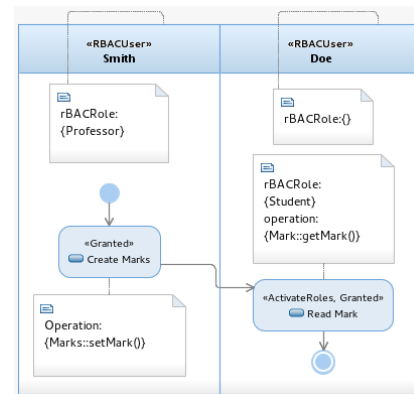 «RBACUser»
Smith
«RBACUser»
Doe
rBACRole:
{Professor}
rBACRole:{}
rBACRole:
{Student}
operation:
{Mark::getMark()}
«Granted»
Create Marks
«ActivateRoles, Granted»
Read Mark
Operation:
{Marks::setMark()}